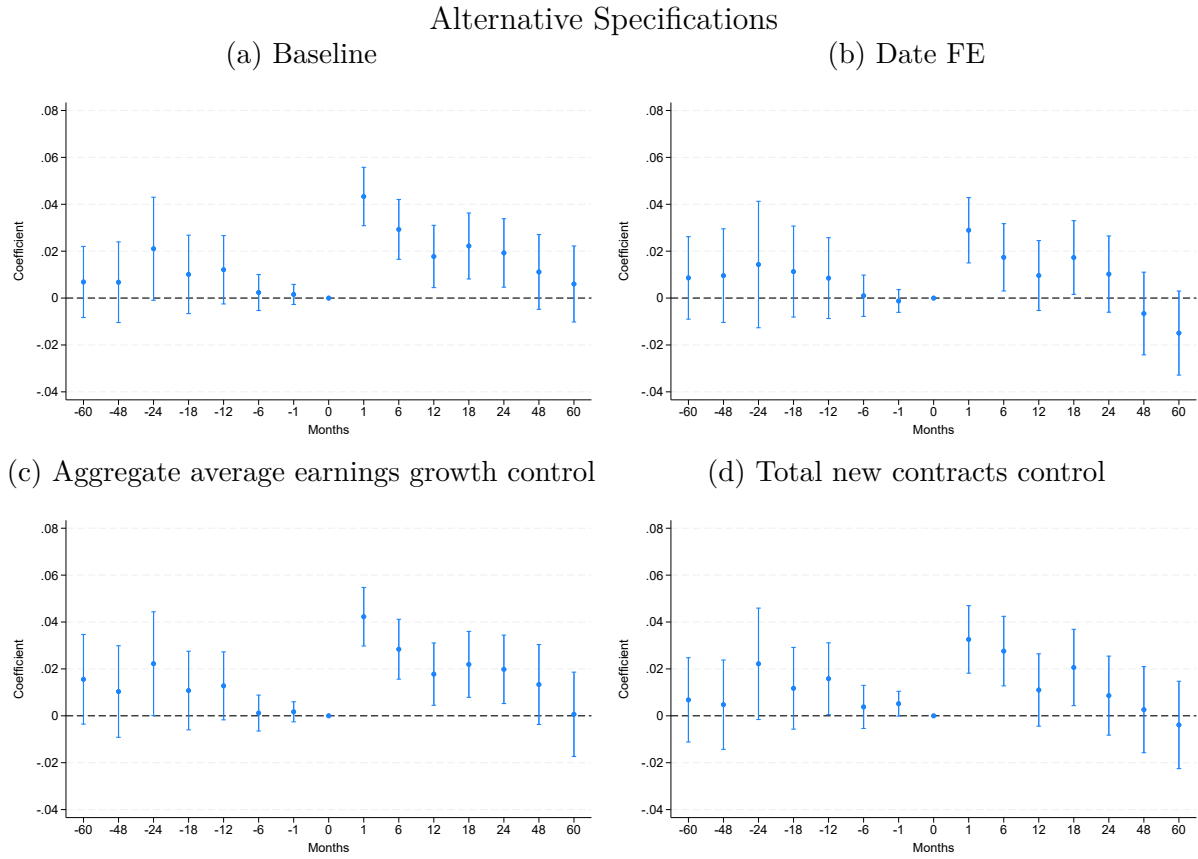 Alternative Specifications
(a) Baseline
(b) Date FE
.08
.06
.04
.02
0
-.02
-.04
Coefficient
-60 -48 -24 -18 -12 -6 -1 0 1 6 12 18 24 48 60
Months
.08
.06
.04
.02
0
-.02
-.04
Coefficient
-60 -48 -24 -18 -12 -6 -1 0 1 6 12 18 24 48 60
Months
(c) Aggregate average earnings growth control
(d) Total new contracts control
.08
.06
.04
.02
0
-.02
-.04
Coefficient
-60 -48 -24 -18 -12 -6 -1 0 1 6 12 18 24 48 60
Months
.08
.06
.04
.02
0
-.02
-.04
Coefficient
-60 -48 -24 -18 -12 -6 -1 0 1 6 12 18 24 48 60
Months